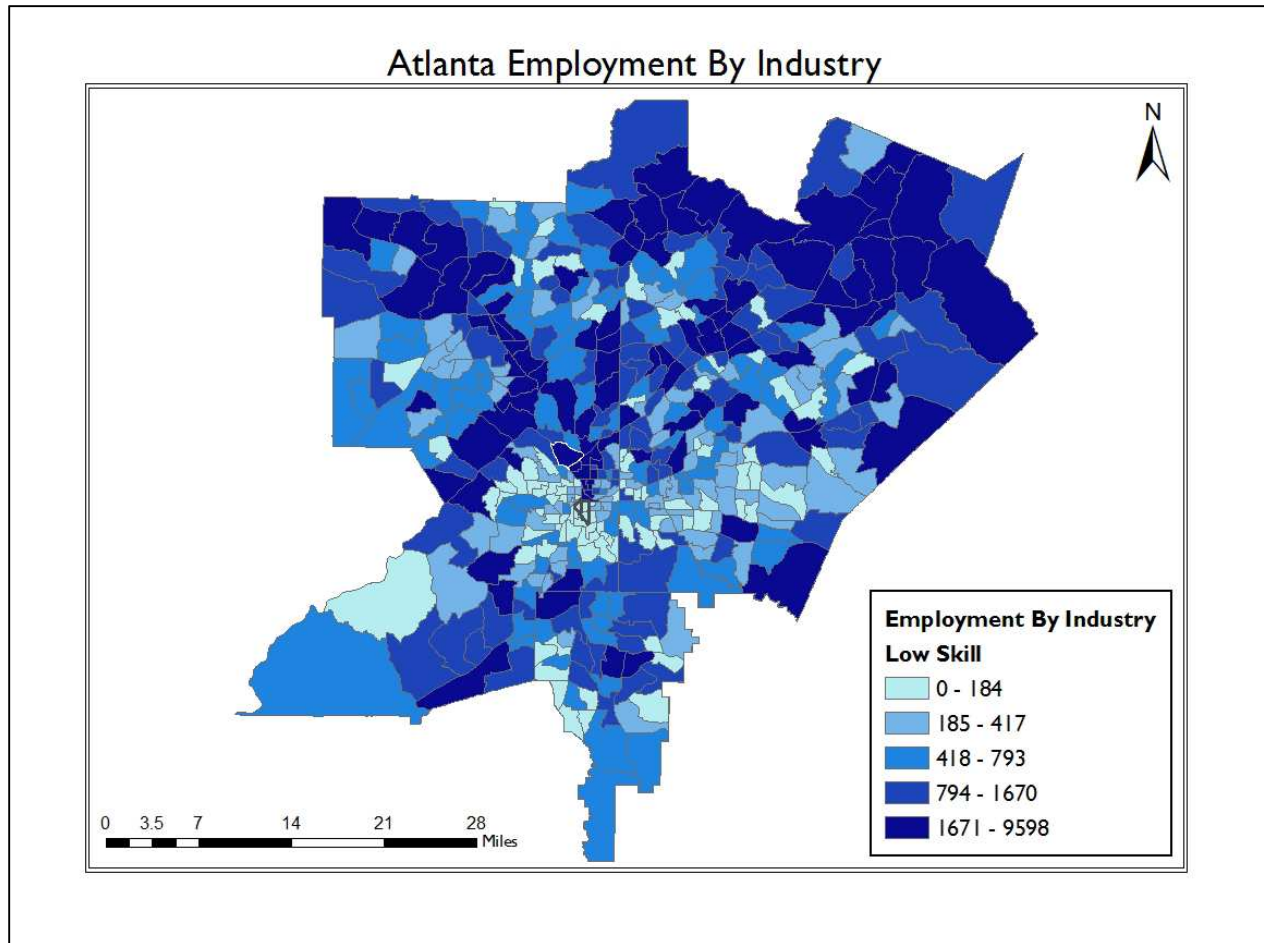 Atlanta Employment By Industry
N
Employment By Industry
Low Skill
0 - 184
185 - 417
418 - 793
794 - 1670
1671 - 9598
0 3.5 7 14 21 28
Miles